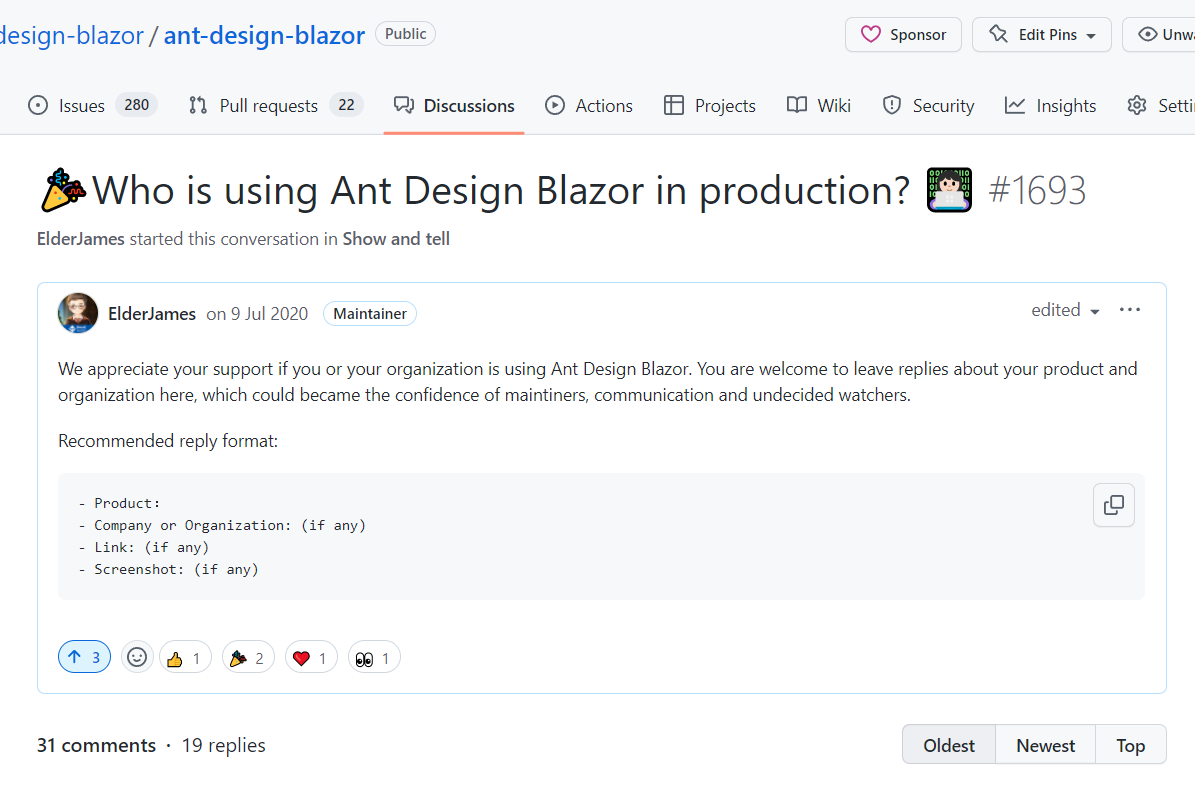 design-blazor / ant-design-blazor Public Sponsor Edit Pins
Issues 280 Pull requests 22 Discussions Actions Projects Wiki Security Insights
Who is using Ant Design Blazor in production? #1693
ElderJames started this conversation in Show and tell
ElderJames on 9 Jul 2020 Maintainer edited
We appreciate your support if you or your organization is using Ant Design Blazor. You are welcome to leave replies about your product and
organization here, which could became the confidence of maintiners, communication and undecided watchers.
Recommended reply format:
- Product:
- Company or Organization: (if any)
- Link: (if any)
- Screenshot: (if any)
3 1 2 1 1
31 comments · 19 replies Oldest Newest Top